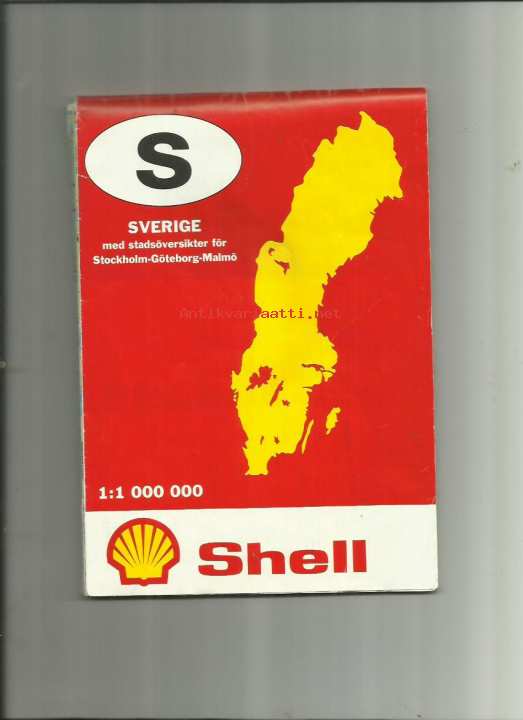 S
SVERIGE
med stadsöversikter för
Stockholm-Göteborg-Malmö
Antikvariaatti.net
1:1 000 000
Shell